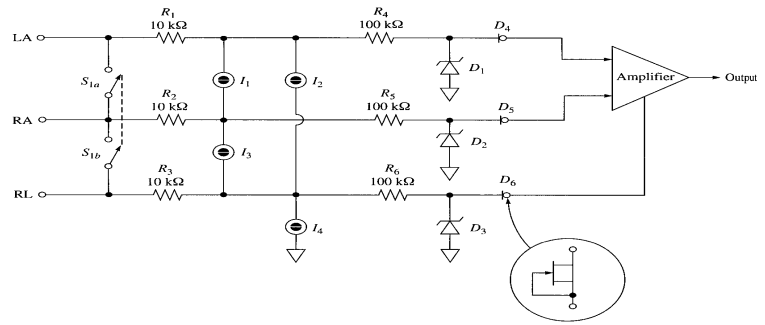 R1
10 kΩ
R4
100 kΩ
D4
LA
D1
Amplifier
Output
S1a
I1
I2
R2
10 kΩ
R5
100 kΩ
D5
RA
D2
S1b
I3
R3
10 kΩ
R6
100 kΩ
D6
RL
I4
D3